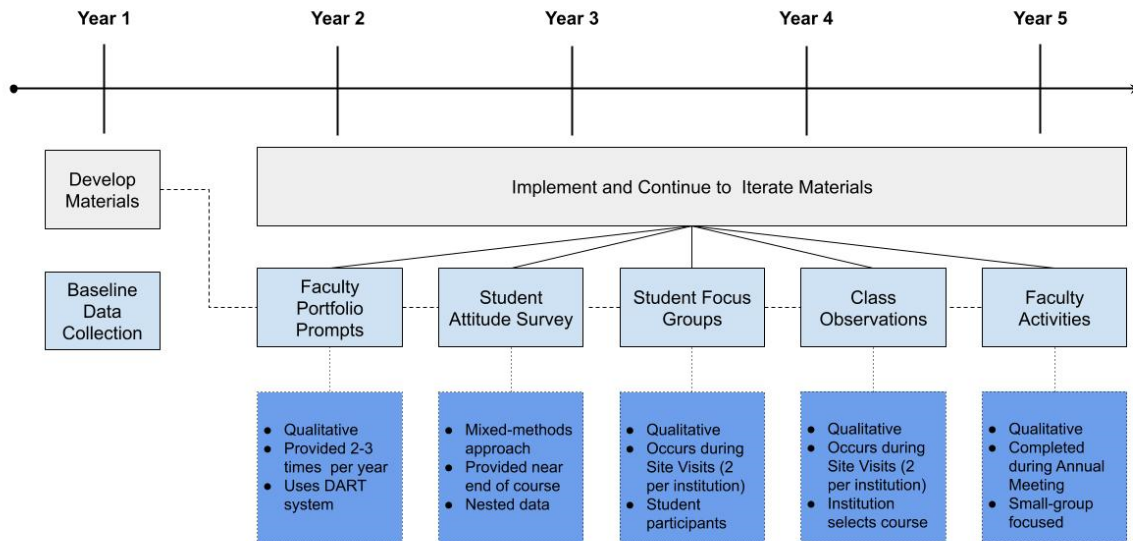 Year 1
Year 2
Year 3
Year 4
Year 5
Develop
Materials
Implement and Continue to Iterate Materials
Baseline
Data
Collection
Faculty
Portfolio
Prompts
Student
Attitude Survey
Student Focus
Groups
Class
Observations
Faculty
Activities
● Qualitative
● Provided 2-3
times per year
● Uses DART
system
● Mixed-methods
approach
● Provided near
end of course
● Nested data
● Qualitative
● Occurs during
Site Visits (2
per institution)
● Student
participants
● Qualitative
● Occurs during
Site Visits (2
per institution)
● Institution
selects course
● Qualitative
● Completed
during Annual
Meeting
● Small-group
focused